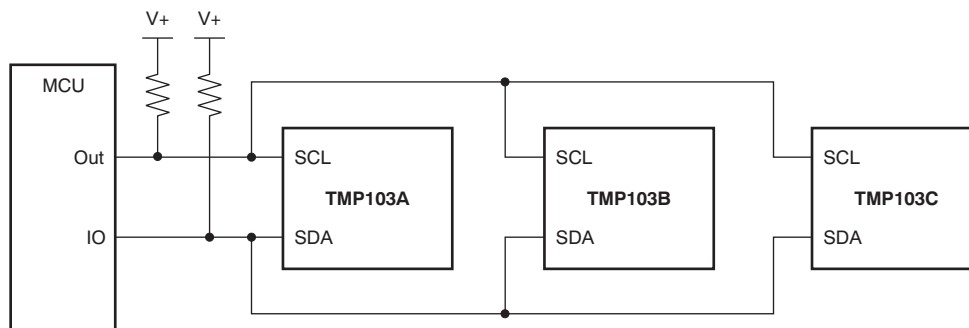 V+ V+
MCU
Out SCL SCL SCL
TMP103A TMP103B TMP103C
IO SDA SDA SDA